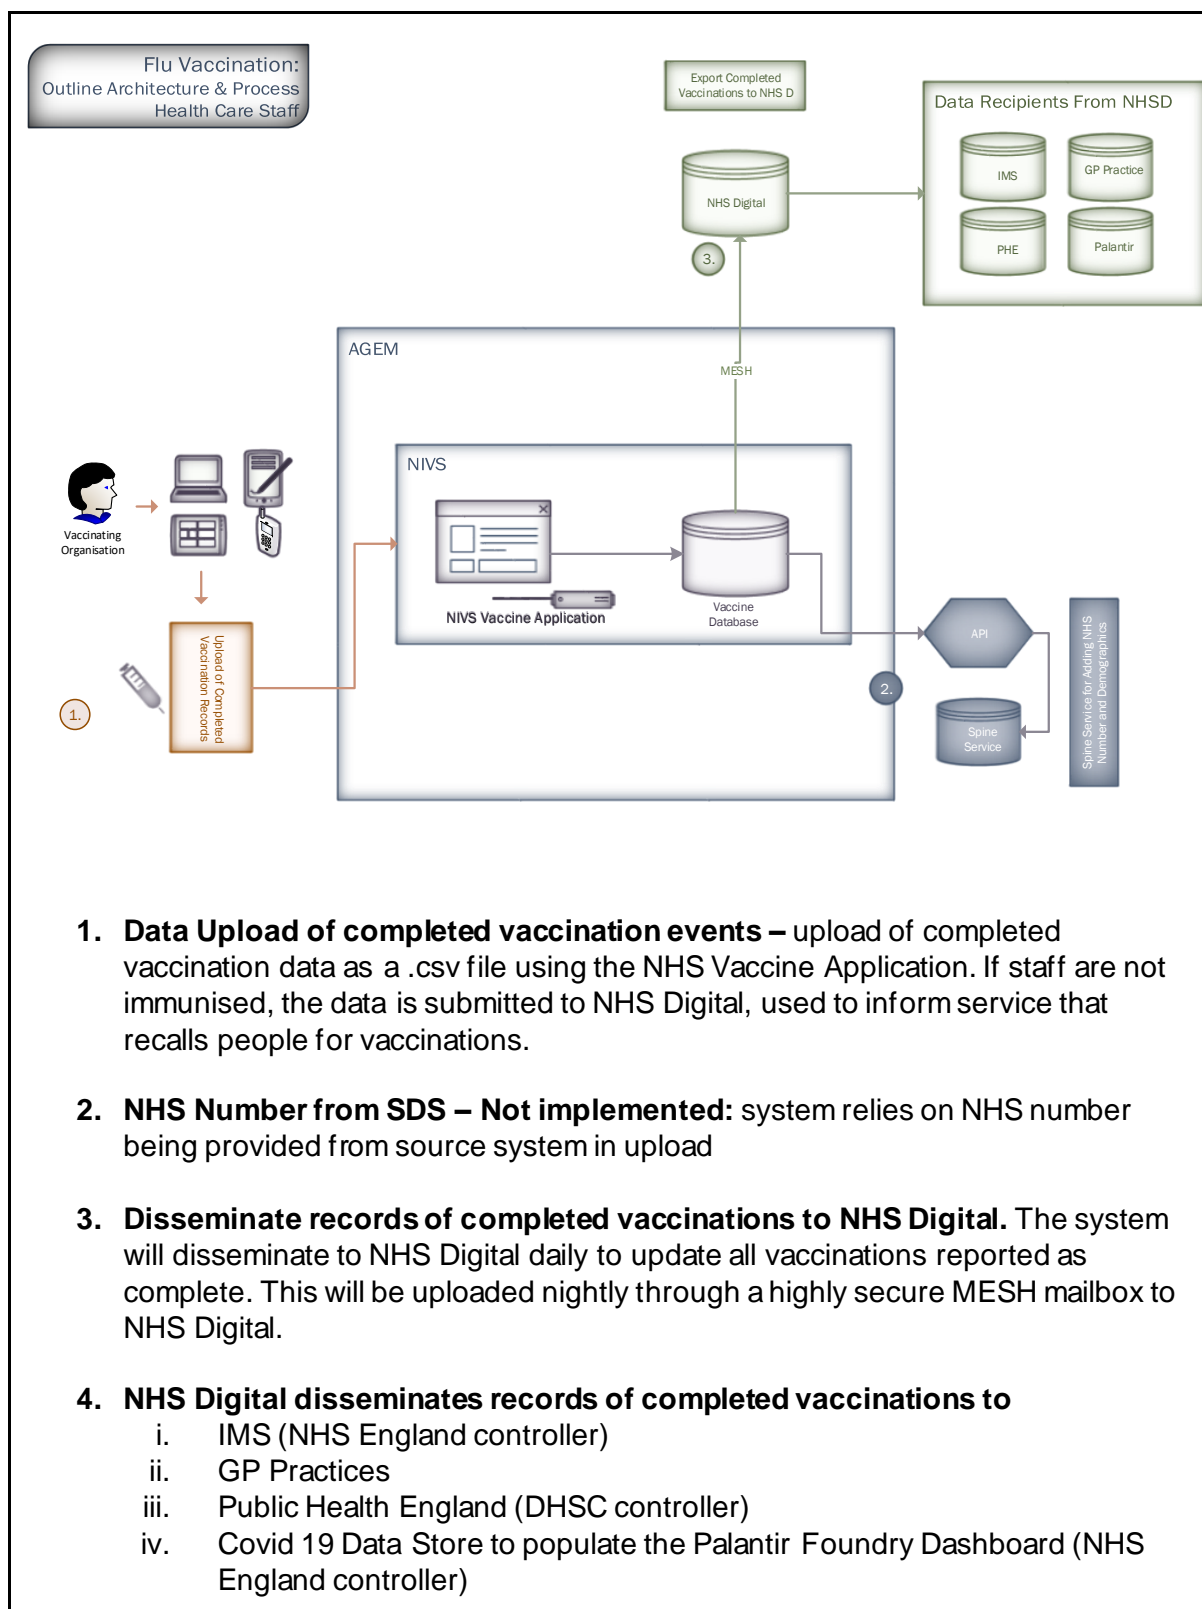 Flu Vaccination:
Outline Architecture & Process
Health Care Staff
Export Completed
Vaccinations to NHS D
Data Recipients From NHSD
IMS
GP Practice
PHE
Palantir
NHS Digital
3.
MESH
AGEM
NIVS
Vaccinating
Organisation
NIVS Vaccine Application
Vaccine
Database
Upload of Completed
Vaccination Records
1.
2.
API
Spine
Service
Spine Service for Adding NHS
Number and Demographics
1. Data Upload of completed vaccination events – upload of completed
vaccination data as a .csv file using the NHS Vaccine Application. If staff are not
immunised, the data is submitted to NHS Digital, used to inform service that
recalls people for vaccinations.
2. NHS Number from SDS – Not implemented: system relies on NHS number
being provided from source system in upload
3. Disseminate records of completed vaccinations to NHS Digital. The system
will disseminate to NHS Digital daily to update all vaccinations reported as
complete. This will be uploaded nightly through a highly secure MESH mailbox to
NHS Digital.
4. NHS Digital disseminates records of completed vaccinations to
i. IMS (NHS England controller)
ii. GP Practices
iii. Public Health England (DHSC controller)
iv. Covid 19 Data Store to populate the Palantir Foundry Dashboard (NHS
England controller)